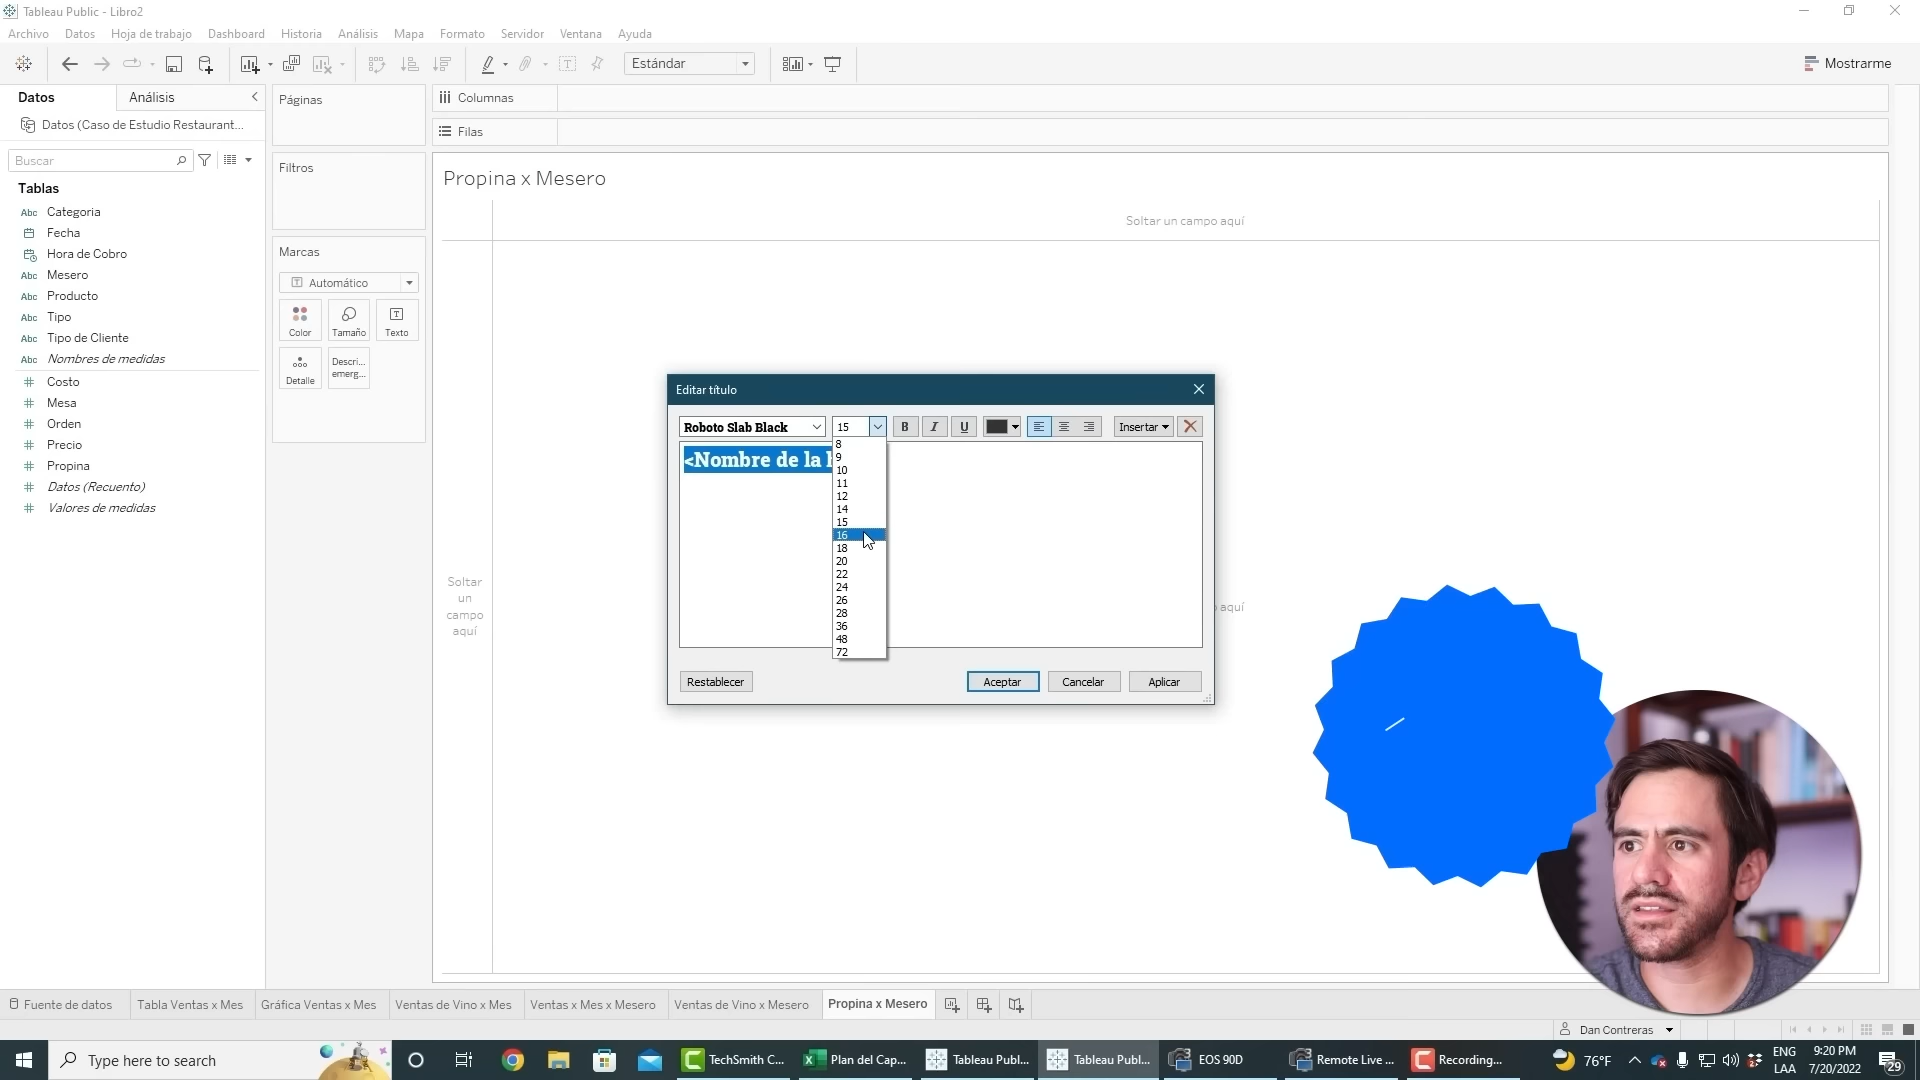 Tableau Public - Libro2
Archivo Datos Hoja de trabajo Dashboard Historia Análisis Mapa Formato Servidor Ventana Ayuda
Estándar
Mostrarme
Datos
Análisis
Datos (Caso de Estudio Restaurant...
Buscar
Tablas
Abc Categoria
Fecha
Hora de Cobro
Abc Mesero
Abc Producto
Abc Tipo
Abc Tipo de Cliente
Abc Nombres de medidas
Costo
Mesa
Orden
Precio
Propina
Datos (Recuento)
Valores de medidas
Páginas
Filtros
Marcas
Automático
Color
Tamaño
Texto
Detalle
Descri...
emerg...
Columnas
Filas
Propina x Mesero
Soltar un campo aquí
Soltar
un
campo
aquí
aquí
Editar título
Roboto Slab Black
15
B I U
Insertar
<Nombre de la
8
9
10
11
12
14
15
16
18
20
22
24
26
28
36
48
72
Restablecer
Aceptar
Cancelar
Aplicar
Fuente de datos
Tabla Ventas x Mes
Gráfica Ventas x Mes
Ventas de Vino x Mes
Ventas x Mes x Mesero
Ventas de Vino x Mesero
Propina x Mesero
Dan Contreras
Type here to search
TechSmith C...
Plan del Cap...
Tableau Publ...
Tableau Publ...
EOS 90D
Remote Live ...
Recording...
76°F
ENG
LAA
9:20 PM
7/20/2022
29